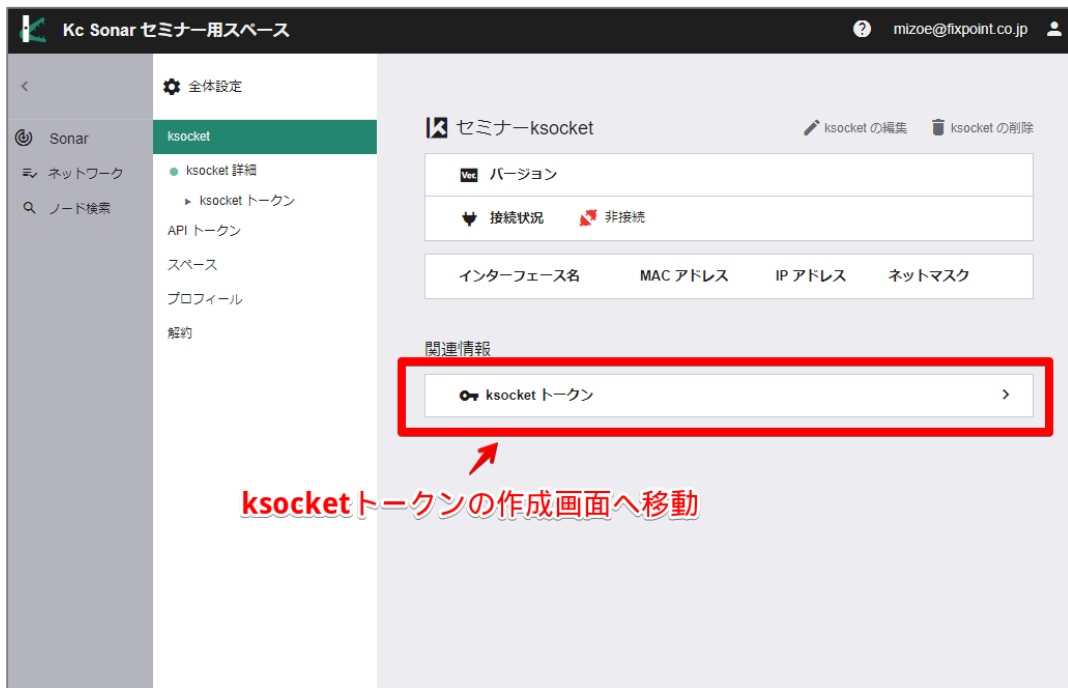 Kc Sonar セミナー用スペース
mizoe@fixpoint.co.jp
全体設定
Sonar
ネットワーク
ノード検索
ksocket
ksocket 詳細
ksocket トークン
API トークン
スペース
プロフィール
解約
セミナーksocket
ksocket の編集
ksocket の削除
Ver. バージョン
接続状況 非接続
インターフェース名 MAC アドレス IP アドレス ネットマスク
関連情報
ksocket トークン
ksocketトークンの作成画面へ移動